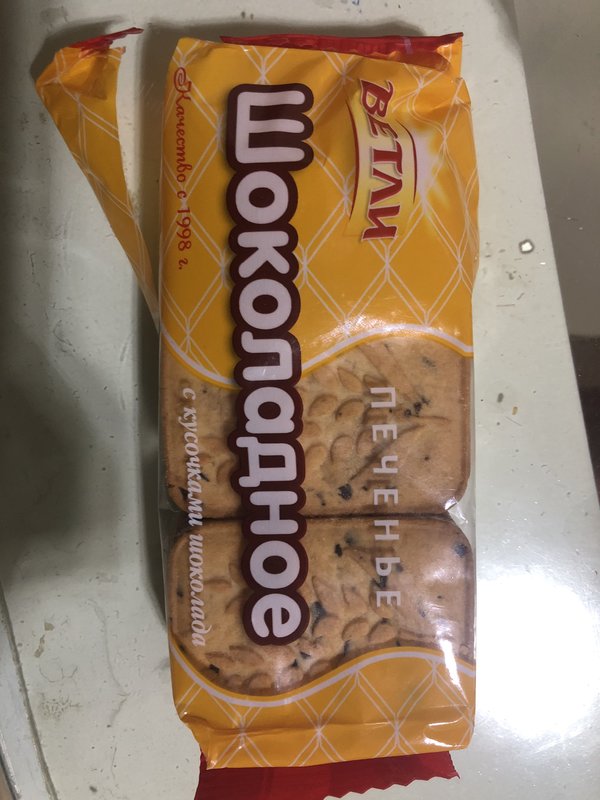 ВЕТЛИ
ПЕЧЕНЬЕ
Шоколадное
с кусочками шоколада
Качество с 1998 г.